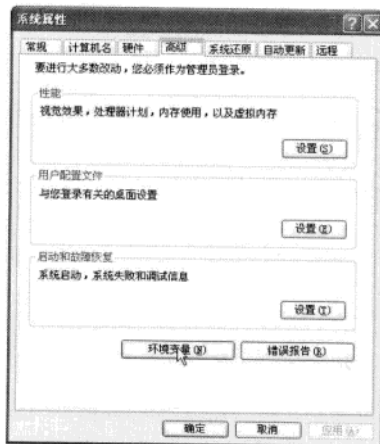 系统属性
常规 计算机名 硬件 高级 系统还原 自动更新 远程
要进行大多数改动，您必须作为管理员登录。
性能
视觉效果，处理器计划，内存使用，以及虚拟内存
设置(S)
用户配置文件
与您登录有关的桌面设置
设置(E)
启动和故障恢复
系统启动，系统失败和调试信息
设置(T)
环境变量(N) 错误报告(R)
确定 取消 应用(A)